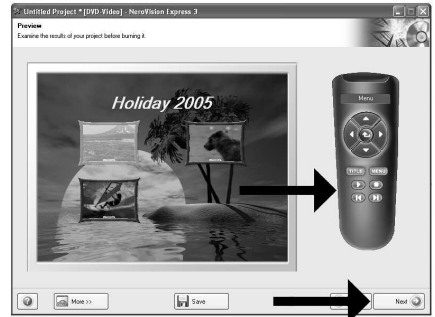 Untitled Project *[DVD-Video] - NeroVision Express 3
Preview
Examine the results of your project before burning it.
Holiday 2005
Menu
TITLE MENU
More >>
Save
Next